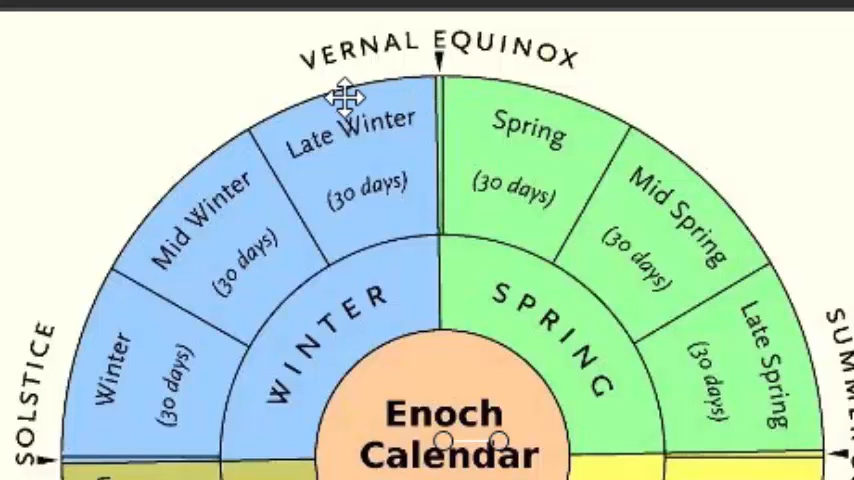 VERNAL EQUINOX
Late Winter
(30 days)
Spring
(30 days)
Mid Winter
(30 days)
Mid Spring
(30 days)
Winter
(30 days)
Late Spring
(30 days)
WINTER
SPRING
SOLSTICE
Enoch
Calendar